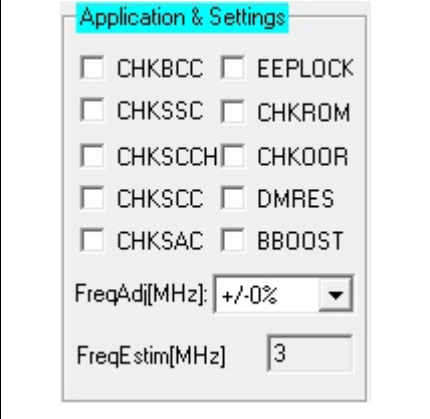 Application & Settings
CHKBCC EEPLOCK
CHKSSC CHKROM
CHKSCCH CHKOOR
CHKSCC DMRES
CHKSAC BBOOST
FreqAdj[MHz]: +/-0%
FreqEstim[MHz] 3